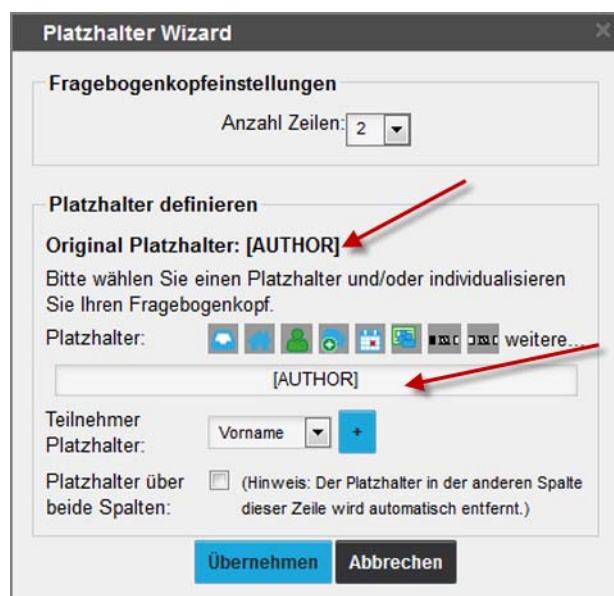 Platzhalter Wizard
Fragebogenkopfeinstellungen
Anzahl Zeilen: 2
Platzhalter definieren
Original Platzhalter: [AUTHOR]
Bitte wählen Sie einen Platzhalter und/oder individualisieren
Sie Ihren Fragebogenkopf.
Platzhalter: weitere...
[AUTHOR]
Teilnehmer
Platzhalter:
Vorname +
Platzhalter über
beide Spalten:
(Hinweis: Der Platzhalter in der anderen Spalte
dieser Zeile wird automatisch entfernt.)
Übernehmen Abbrechen